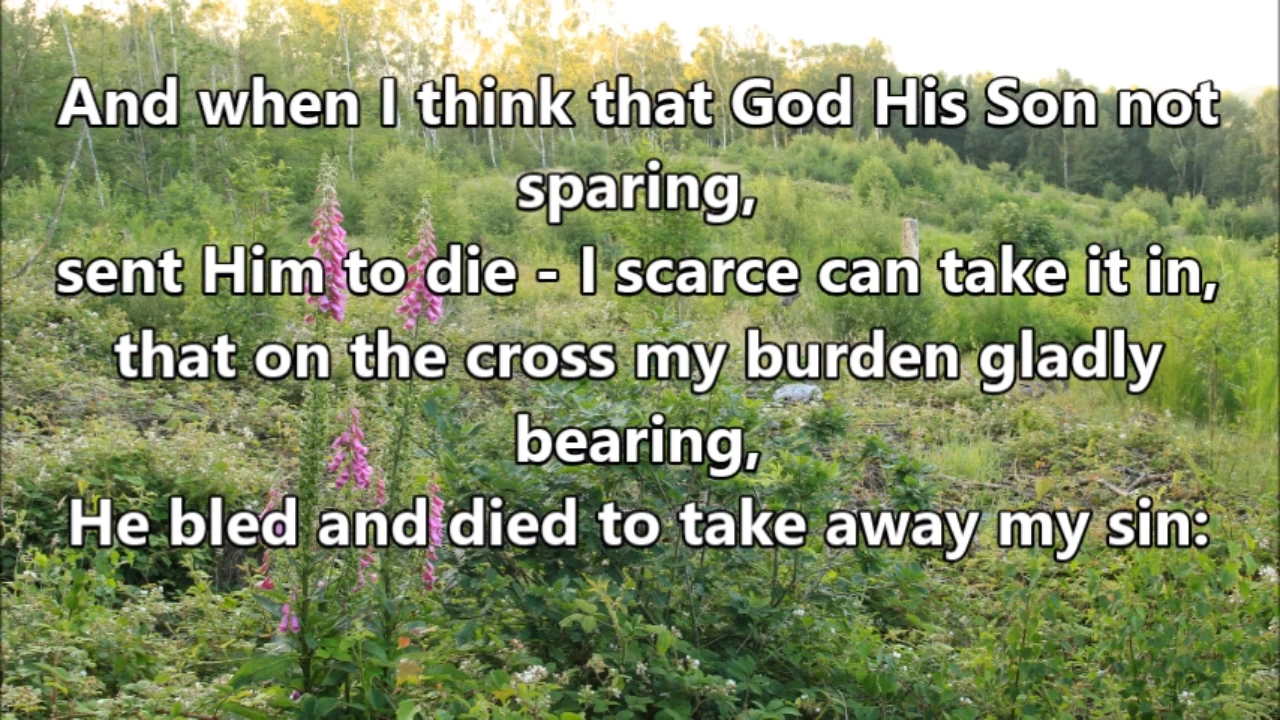 And when I think that God His Son not
sparing,
sent Him to die - I scarce can take it in,
that on the cross my burden gladly
bearing,
He bled and died to take away my sin: